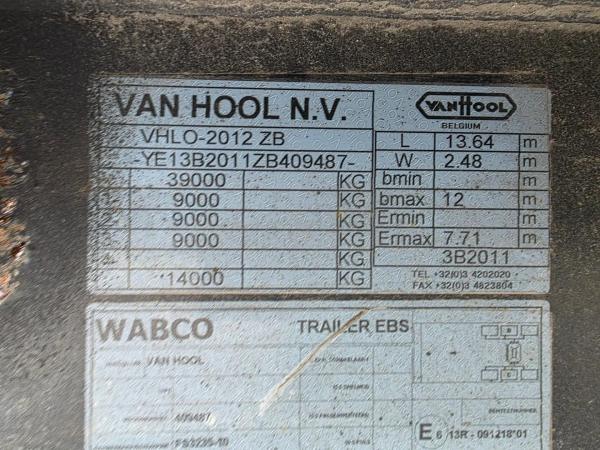 VAN HOOL N.V.
VANHOOL
BELGIUM
VHLO-2012 ZB
-YE13B2011ZB409487-
39000 KG
9000 KG
9000 KG
9000 KG
KG
14000 KG
L 13.64 m
W 2.48 m
bmin m
bmax 12 m
Ermin m
Ermax 7.71 m
3B2011
TEL +32(0)3 4202020
FAX +32(0)3 4823804
WABCO TRAILER EBS
VAN HOOL
409487
E 6 13R - 091218*01